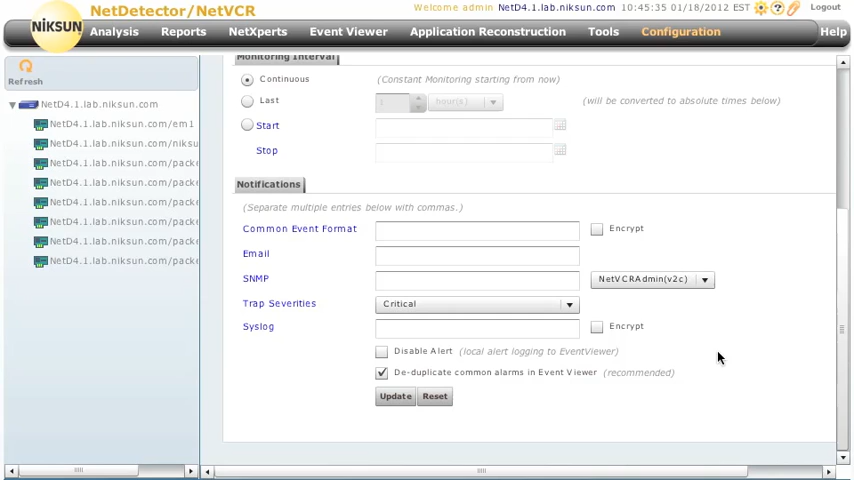 NIKSUN
NetDetector/NetVCR
Welcome admin NetD4.1.lab.niksun.com 10:45:35 01/18/2012 EST
Logout
Analysis Reports NetXperts Event Viewer Application Reconstruction Tools Configuration Help
Refresh
NetD4.1.lab.niksun.com
NetD4.1.lab.niksun.com/em1
NetD4.1.lab.niksun.com/niksu
NetD4.1.lab.niksun.com/packe
NetD4.1.lab.niksun.com/packe
NetD4.1.lab.niksun.com/packe
NetD4.1.lab.niksun.com/packe
NetD4.1.lab.niksun.com/packe
NetD4.1.lab.niksun.com/packe
Monitoring Interval
Continuous (Constant Monitoring starting from now)
Last 1 hour(s) (will be converted to absolute times below)
Start
Stop
Notifications
(Separate multiple entries below with commas.)
Common Event Format Encrypt
Email
SNMP NetVCRAdmin(v2c)
Trap Severities Critical
Syslog Encrypt
Disable Alert (local alert logging to EventViewer)
De-duplicate common alarms in Event Viewer (recommended)
Update Reset